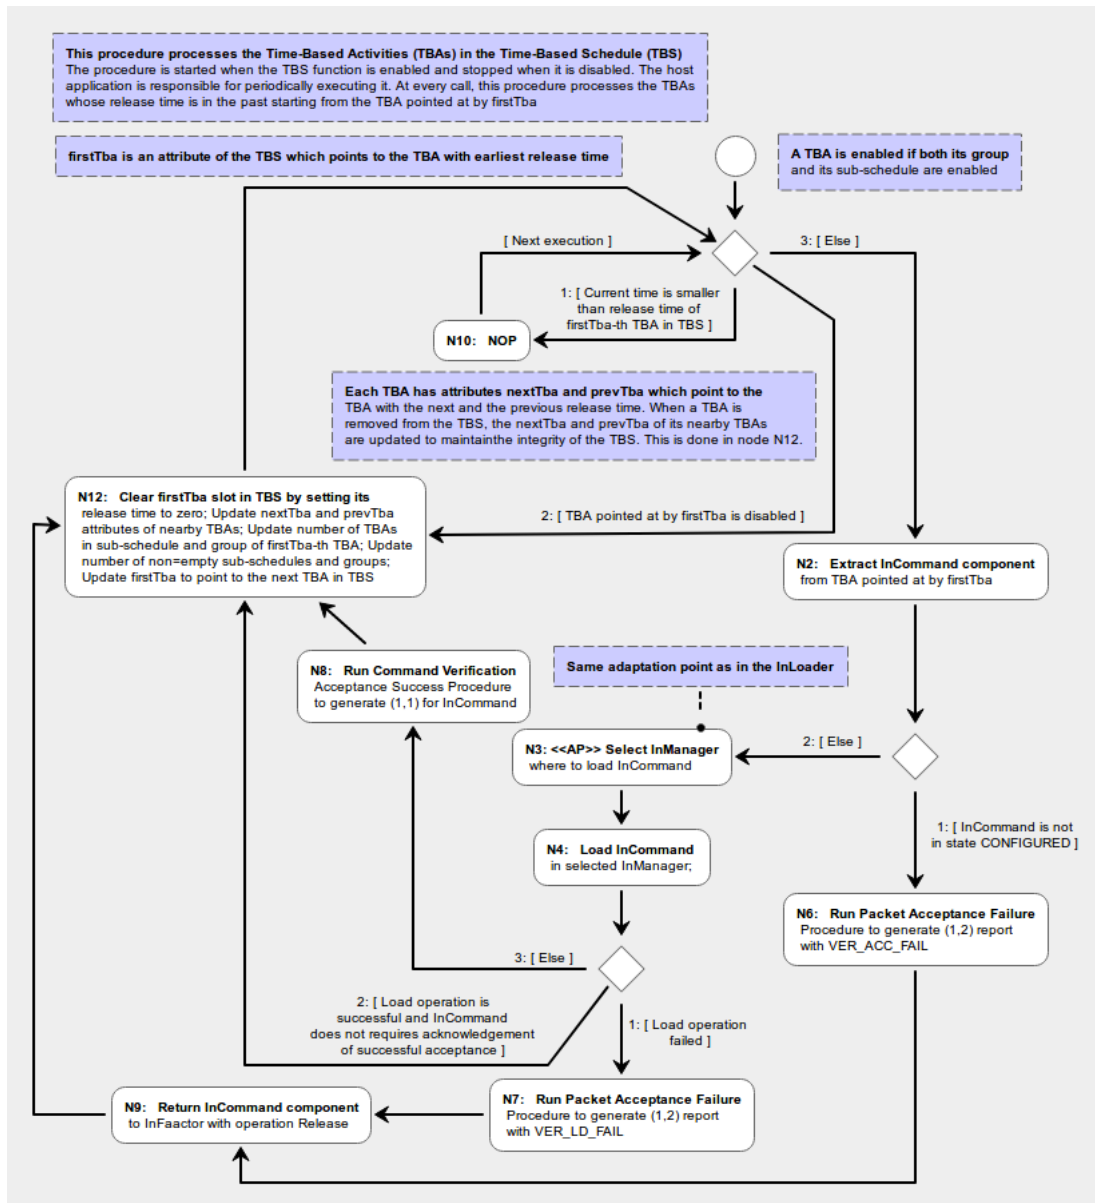 This procedure processes the Time-Based Activities (TBAs) in the Time-Based Schedule (TBS)
The procedure is started when the TBS function is enabled and stopped when it is disabled. The host
application is responsible for periodically executing it. At every call, this procedure processes the TBAs
whose release time is in the past starting from the TBA pointed at by firstTba
firstTba is an attribute of the TBS which points to the TBA with earliest release time
A TBA is enabled if both its group
and its sub-schedule are enabled
[ Next execution ]
3: [ Else ]
1: [ Current time is smaller
than release time of
firstTba-th TBA in TBS ]
N10: NOP
Each TBA has attributes nextTba and prevTba which point to the
TBA with the next and the previous release time. When a TBA is
removed from the TBS, the nextTba and prevTba of its nearby TBAs
are updated to maintainthe integrity of the TBS. This is done in node N12.
N12: Clear firstTba slot in TBS by setting its
release time to zero; Update nextTba and prevTba
attributes of nearby TBAs; Update number of TBAs
in sub-schedule and group of firstTba-th TBA; Update
number of non=empty sub-schedules and groups;
Update firstTba to point to the next TBA in TBS
2: [ TBA pointed at by firstTba is disabled ]
N2: Extract InCommand component
from TBA pointed at by firstTba
N8: Run Command Verification
Acceptance Success Procedure
to generate (1,1) for InCommand
Same adaptation point as in the InLoader
N3: <<AP>> Select InManager
where to load InCommand
2: [ Else ]
1: [ InCommand is not
in state CONFIGURED ]
N4: Load InCommand
in selected InManager;
N6: Run Packet Acceptance Failure
Procedure to generate (1,2) report
with VER_ACC_FAIL
3: [ Else ]
2: [ Load operation is
successful and InCommand
does not requires acknowledgement
of successful acceptance ]
1: [ Load operation
failed ]
N9: Return InCommand component
to InFaactor with operation Release
N7: Run Packet Acceptance Failure
Procedure to generate (1,2) report
with VER_LD_FAIL